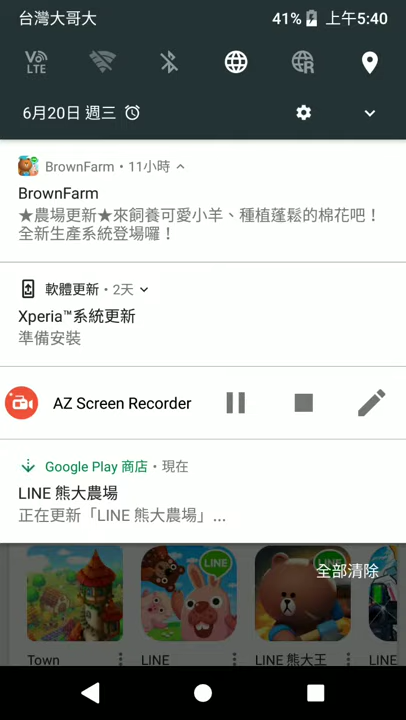 台灣大哥大 41% 上午5:40
VoLTE
R
6月20日 週三
BrownFarm • 11小時
BrownFarm
★農場更新★來飼養可愛小羊、種植蓬鬆的棉花吧！
全新生產系統登場囉！
軟體更新 • 2天
Xperia™系統更新
準備安裝
AZ Screen Recorder
Google Play 商店 • 現在
LINE 熊大農場
正在更新「LINE 熊大農場」...
全部清除
LINE
LINE
Town
LINE
LINE 熊大王
LINE